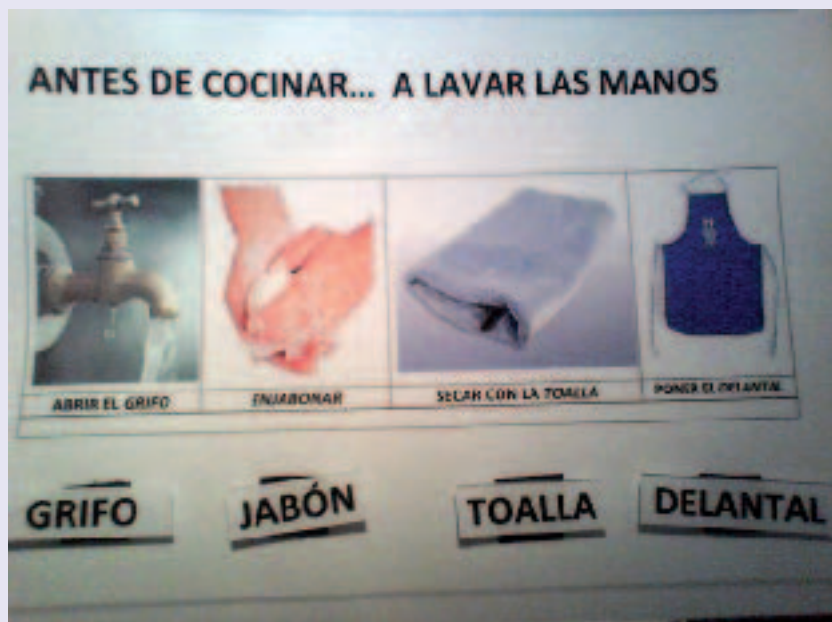 ANTES DE COCINAR... A LAVAR LAS MANOS
ABRIR EL GRIFO
ENJABONAR
SECAR CON LA TOALLA
PONER EL DELANTAL
GRIFO
JABÓN
TOALLA
DELANTAL